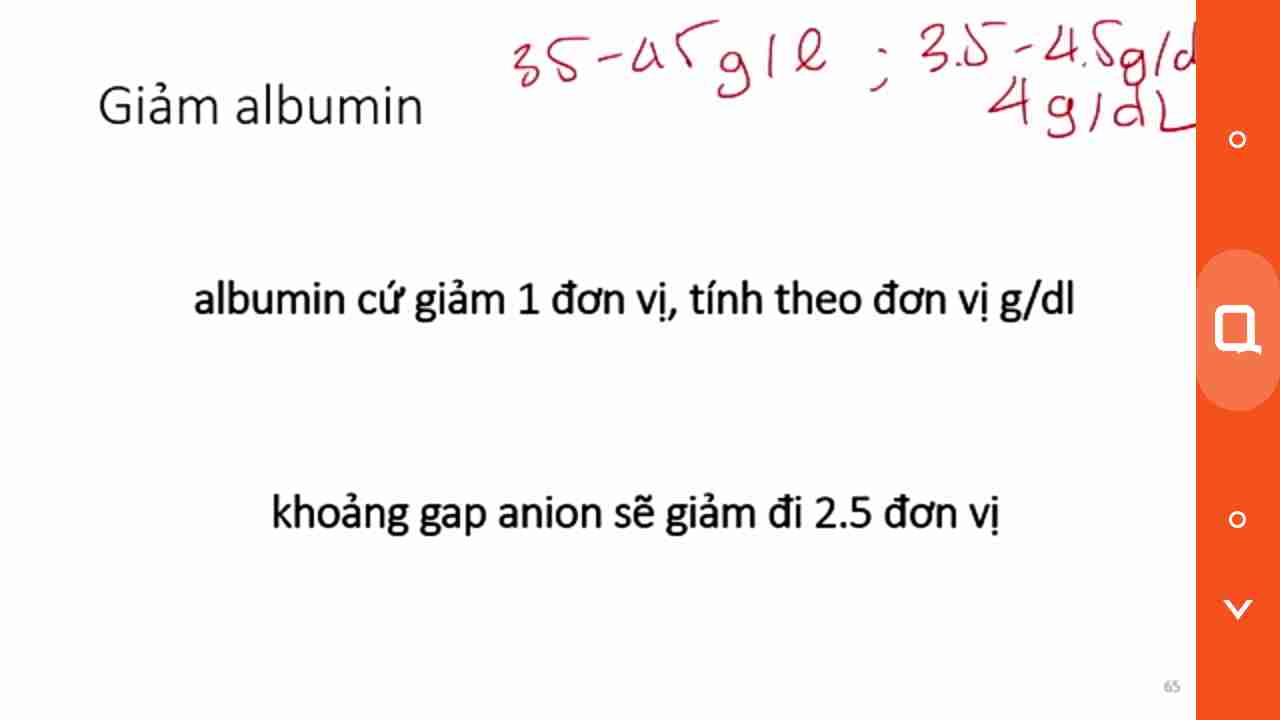 35-45g/l ; 3.5-4.5g/d
4g/dL
Giảm albumin
albumin cứ giảm 1 đơn vị, tính theo đơn vị g/dl
khoảng gap anion sẽ giảm đi 2.5 đơn vị
65